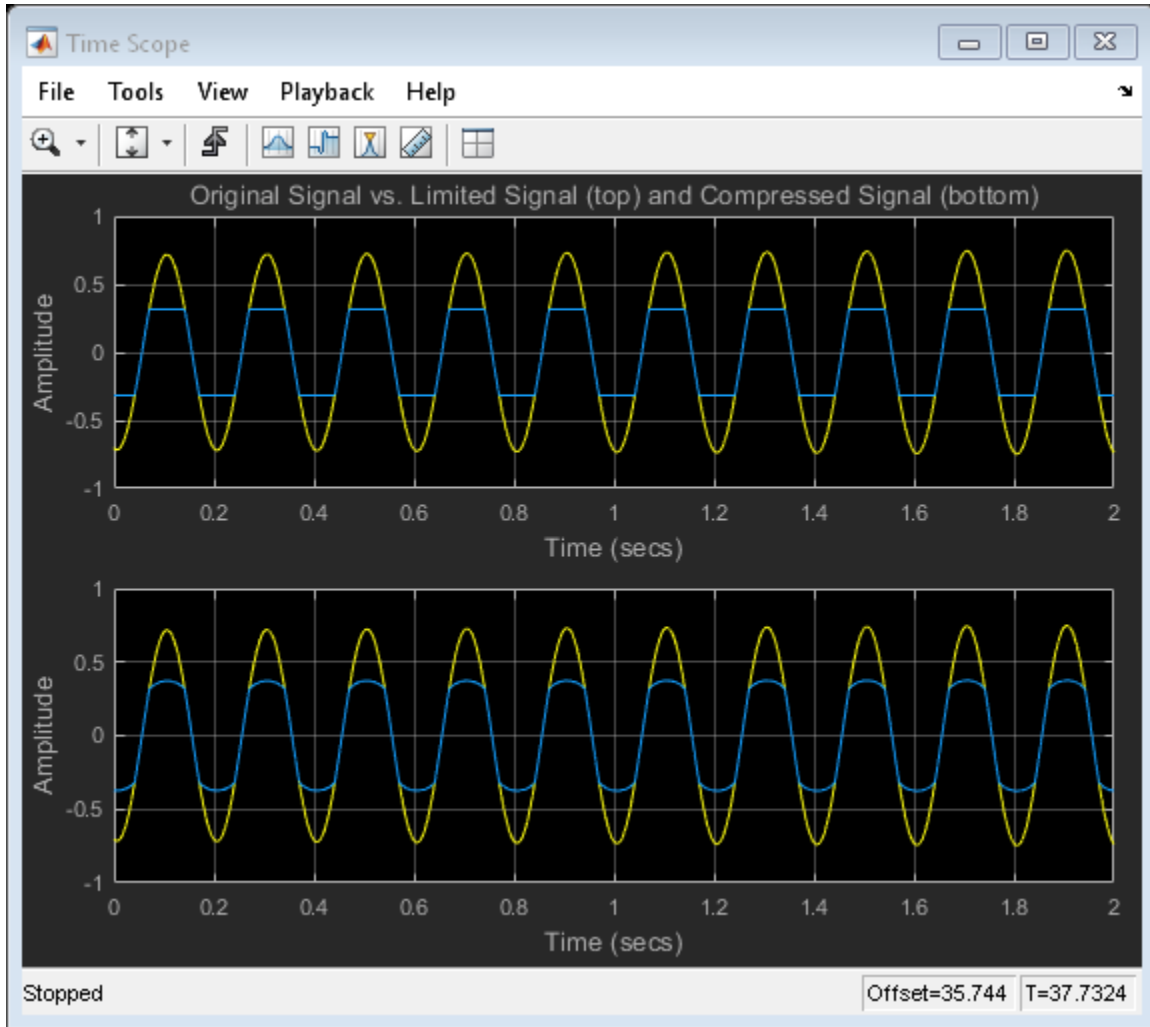 Time Scope
File Tools View Playback Help
Original Signal vs. Limited Signal (top) and Compressed Signal (bottom)
1
0.5
0
-0.5
-1
Amplitude
0 0.2 0.4 0.6 0.8 1 1.2 1.4 1.6 1.8 2
Time (secs)
1
0.5
0
-0.5
-1
Amplitude
0 0.2 0.4 0.6 0.8 1 1.2 1.4 1.6 1.8 2
Time (secs)
Stopped Offset=35.744 T=37.7324